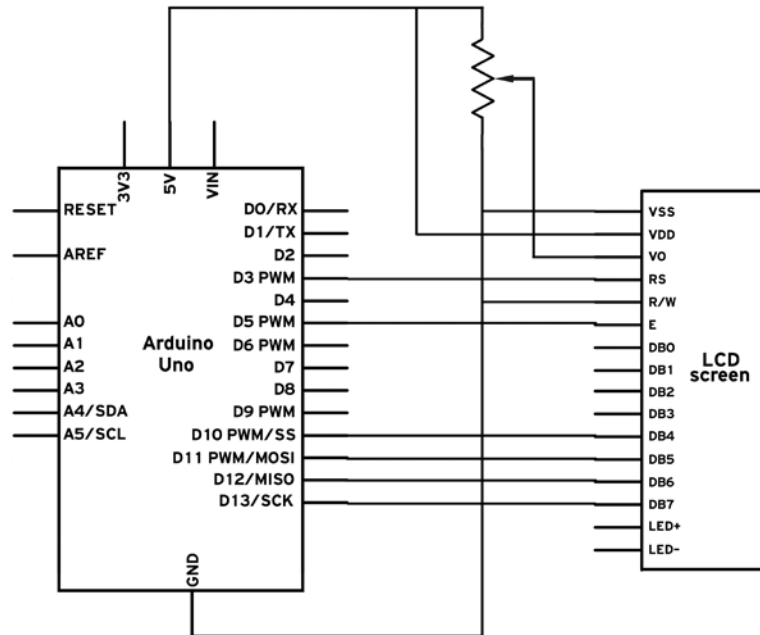 3V3
5V
VIN
RESET
AREF
A0
A1
A2
A3
A4/SDA
A5/SCL
Arduino
Uno
D0/RX
D1/TX
D2
D3 PWM
D4
D5 PWM
D6 PWM
D7
D8
D9 PWM
D10 PWM/SS
D11 PWM/MOSI
D12/MISO
D13/SCK
GND
VSS
VDD
VO
RS
R/W
E
DB0
DB1
DB2
DB3
DB4
DB5
DB6
DB7
LED+
LED-
LCD
screen